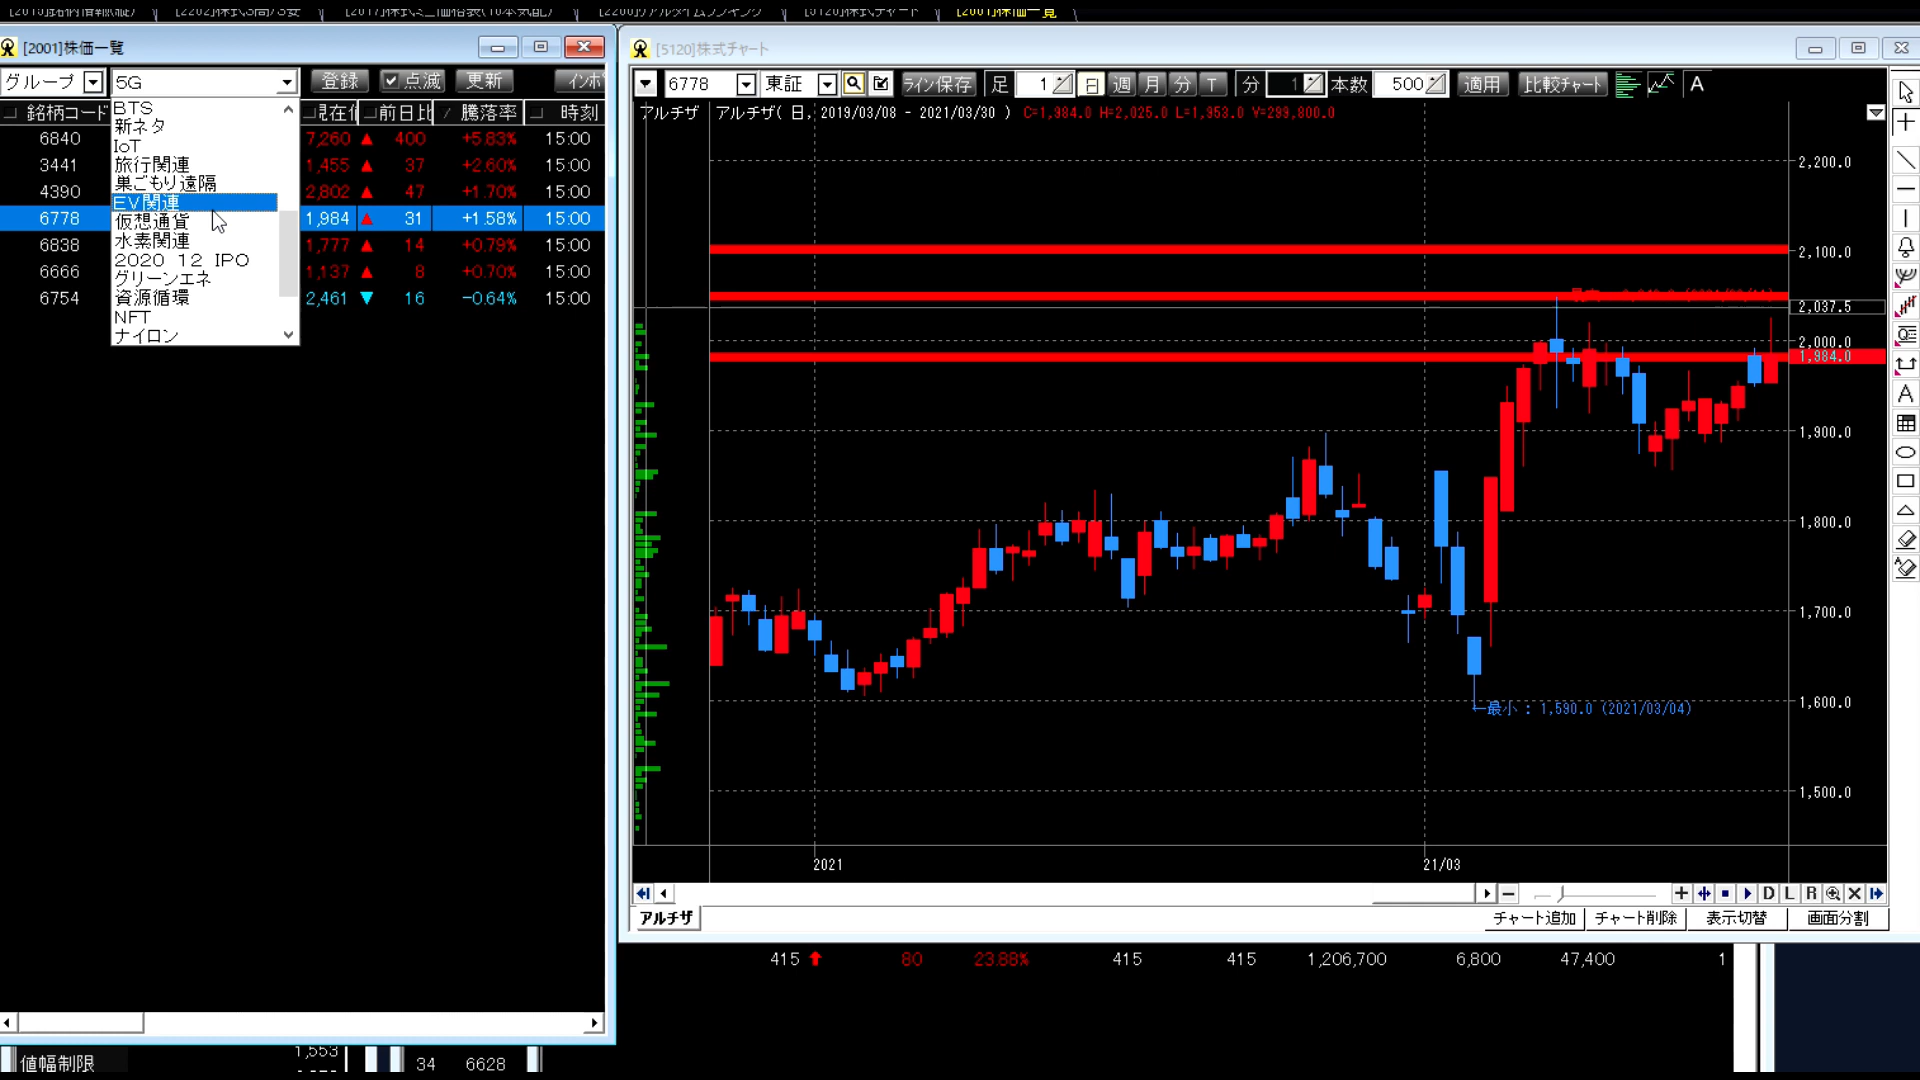 [2001]株価一覧
グループ 5G 登録 点滅 更新
銘柄コード 現在値 前日比 騰落率 時刻
6840 7,260 ▲ 400 +5.83% 15:00
3441 1,455 ▲ 37 +2.60% 15:00
4390 2,802 ▲ 47 +1.70% 15:00
6778 1,984 ▲ 31 +1.58% 15:00
6838 1,777 ▲ 14 +0.79% 15:00
6666 1,137 ▲ 8 +0.70% 15:00
6754 2,461 ▼ 16 -0.64% 15:00
BTS
新ネタ
IoT
旅行関連
巣ごもり遠隔
EV関連
仮想通貨
水素関連
2020 12 IPO
グリーンエネ
資源循環
NFT
ナイロン
[5120]株式チャート
6778 東証 ライン保存 足 1 日 週 月 分 T 分 1 本数 500 適用 比較チャート A
アルチザ アルチザ( 日, 2019/03/08 - 2021/03/30 ) C=1,984.0 H=2,025.0 L=1,953.0 V=299,800.0
2,200.0
2,100.0
2,037.5
2,000.0
1,984.0
1,900.0
1,800.0
1,700.0
1,600.0
1,500.0
←最小 : 1,590.0 (2021/03/04)
2021 21/03
D L R
アルチザ チャート追加 チャート削除 表示切替 画面分割
415 80 23.88% 415 415 1,206,700 6,800 47,400 1
値幅制限 1,553 34 6628